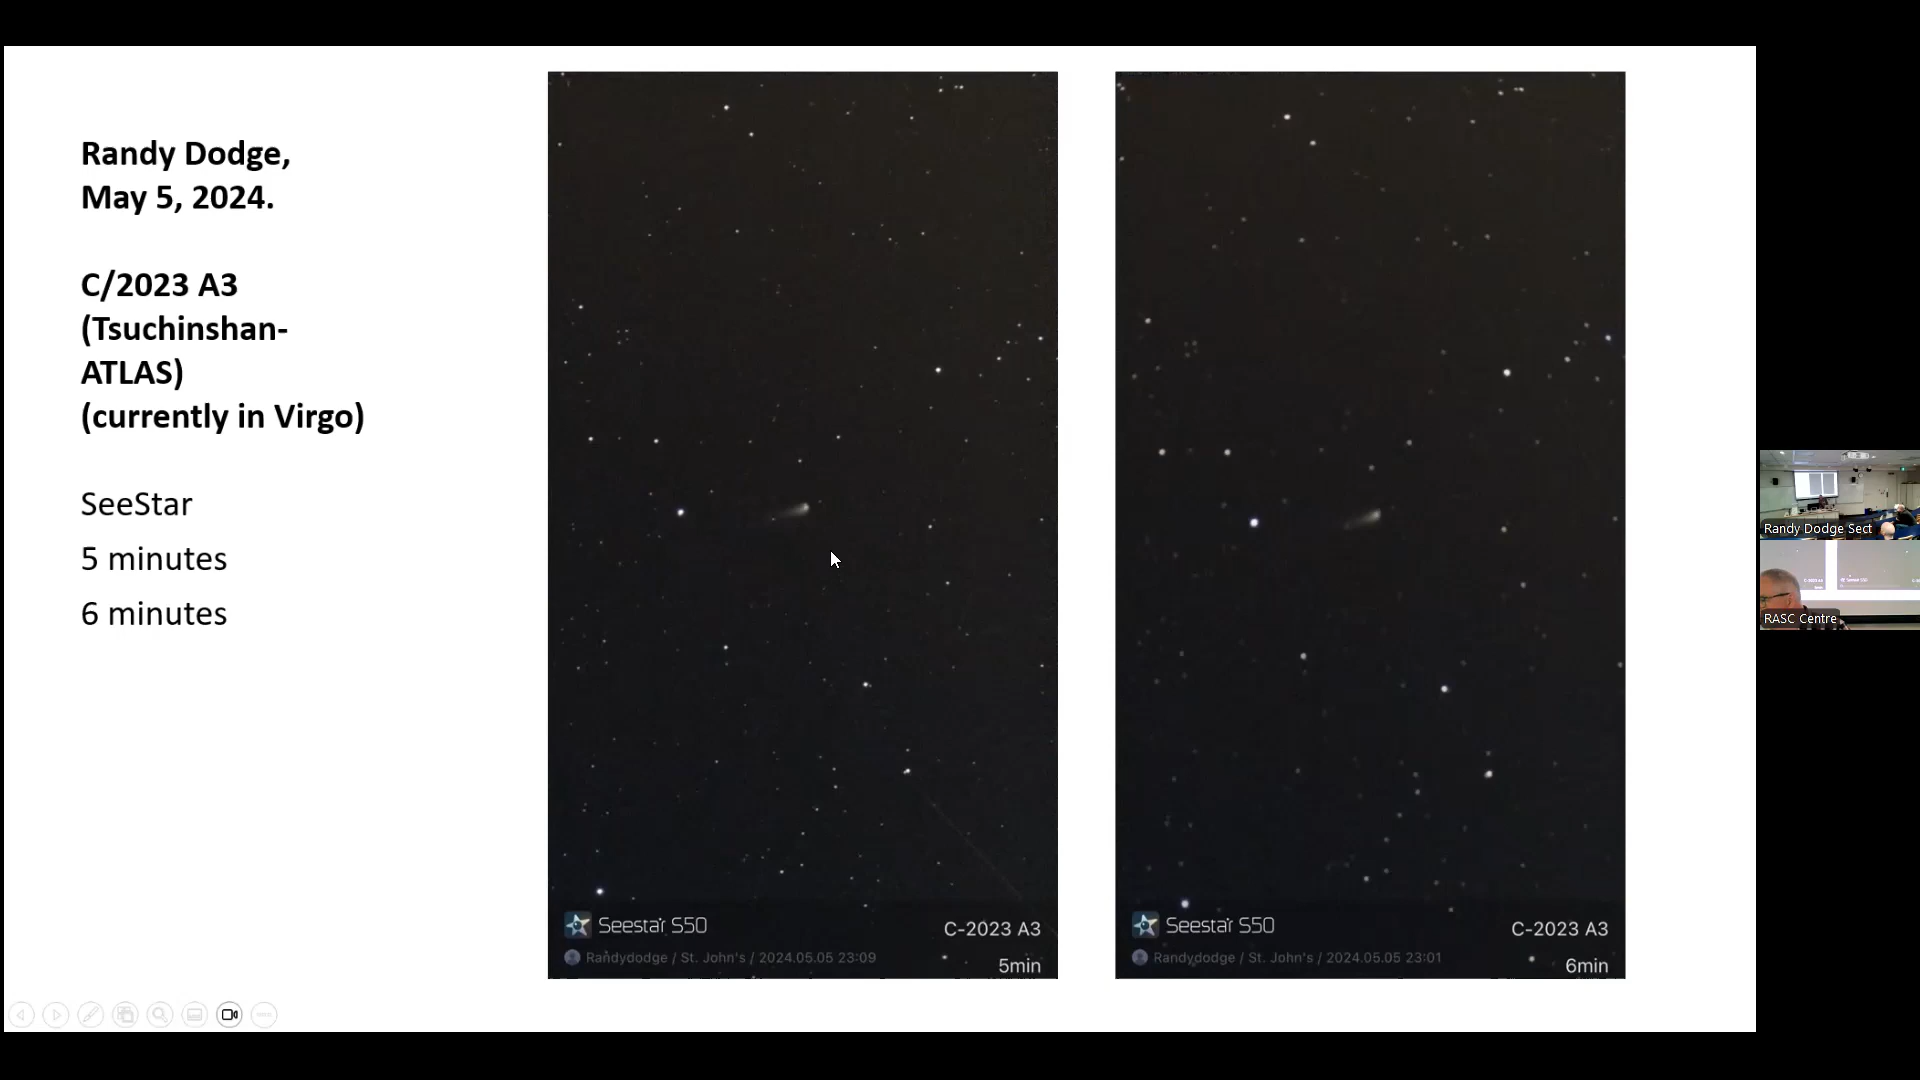 Randy Dodge,
May 5, 2024.
C/2023 A3
(Tsuchinshan-
ATLAS)
(currently in Virgo)
SeeStar
5 minutes
6 minutes
Seestar S50
C-2023 A3
Randydodge / St. John's / 2024.05.05 23:09
5min
Seestar S50
C-2023 A3
Randydodge / St. John's / 2024.05.05 23:01
6min
Randy Dodge Sect
RASC Centre